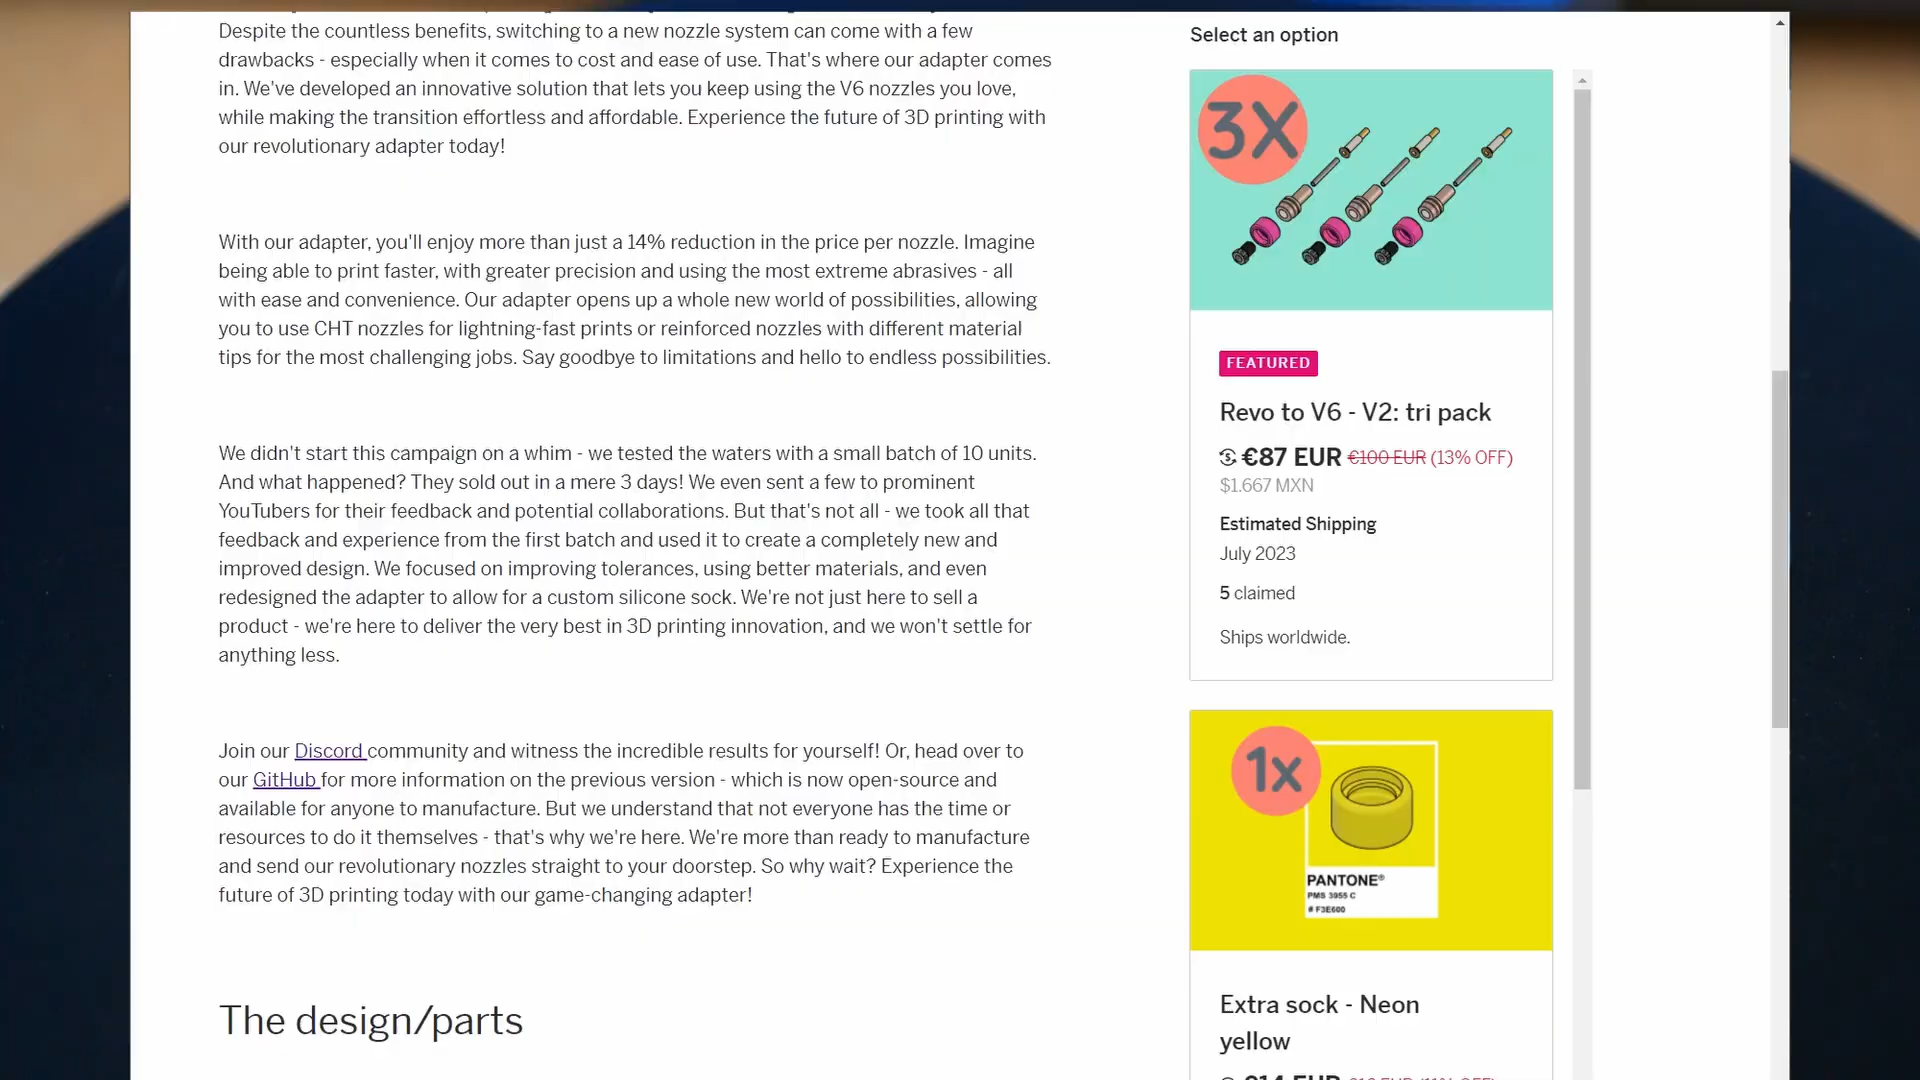 Despite the countless benefits, switching to a new nozzle system can come with a few
drawbacks - especially when it comes to cost and ease of use. That's where our adapter comes
in. We've developed an innovative solution that lets you keep using the V6 nozzles you love,
while making the transition effortless and affordable. Experience the future of 3D printing with
our revolutionary adapter today!
With our adapter, you'll enjoy more than just a 14% reduction in the price per nozzle. Imagine
being able to print faster, with greater precision and using the most extreme abrasives - all
with ease and convenience. Our adapter opens up a whole new world of possibilities, allowing
you to use CHT nozzles for lightning-fast prints or reinforced nozzles with different material
tips for the most challenging jobs. Say goodbye to limitations and hello to endless possibilities.
We didn't start this campaign on a whim - we tested the waters with a small batch of 10 units.
And what happened? They sold out in a mere 3 days! We even sent a few to prominent
YouTubers for their feedback and potential collaborations. But that's not all - we took all that
feedback and experience from the first batch and used it to create a completely new and
improved design. We focused on improving tolerances, using better materials, and even
redesigned the adapter to allow for a custom silicone sock. We're not just here to sell a
product - we're here to deliver the very best in 3D printing innovation, and we won't settle for
anything less.
Join our Discord community and witness the incredible results for yourself! Or, head over to
our GitHub for more information on the previous version - which is now open-source and
available for anyone to manufacture. But we understand that not everyone has the time or
resources to do it themselves - that's why we're here. We're more than ready to manufacture
and send our revolutionary nozzles straight to your doorstep. So why wait? Experience the
future of 3D printing today with our game-changing adapter!
The design/parts
Select an option
3X
FEATURED
Revo to V6 - V2: tri pack
€87 EUR €100 EUR (13% OFF)
$1.667 MXN
Estimated Shipping
July 2023
5 claimed
Ships worldwide.
1x
PANTONE®
PMS 3955 C
# F3E600
Extra sock - Neon
yellow